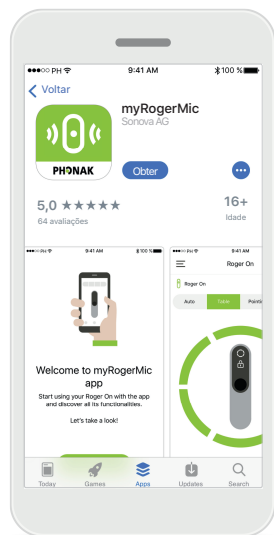 PH 9:41 AM 100 %
Voltar
myRogerMic
Sonova AG
PHONAK
Obter
5,0 ★★★★★
16+
64 avaliações
Idade
PH 9:41 AM 100 %
Welcome to myRogerMic
app
Start using your Roger On with the app
and discover all its functionalities.
Let's take a look!
PH 9:41 AM
Roger On
Roger On
Auto Table
Today Games Apps Updates Search